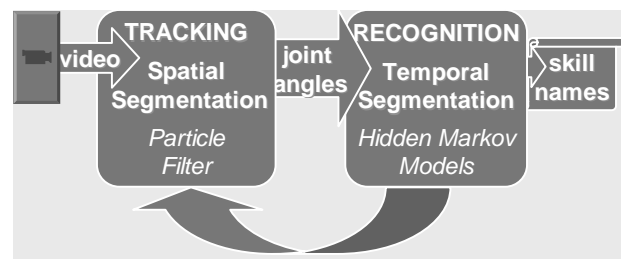 video
TRACKING
Spatial
Segmentation
Particle
Filter
joint
angles
RECOGNITION
Temporal
Segmentation
Hidden Markov
Models
skill
names